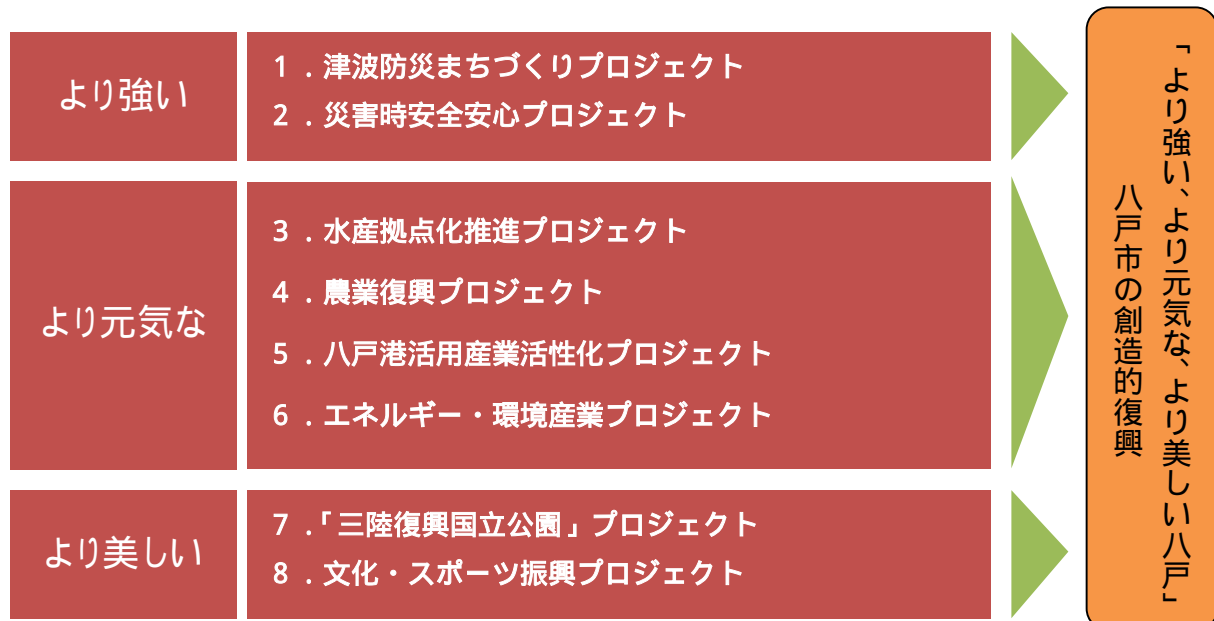 より強い
1．津波防災まちづくりプロジェクト
2．災害時安全安心プロジェクト
より元気な
3．水産拠点化推進プロジェクト
4．農業復興プロジェクト
5．八戸港活用産業活性化プロジェクト
6．エネルギー・環境産業プロジェクト
より美しい
7．「三陸復興国立公園」プロジェクト
8．文化・スポーツ振興プロジェクト
「より強い、より元気な、より美しい八戸」
八戸市の創造的復興